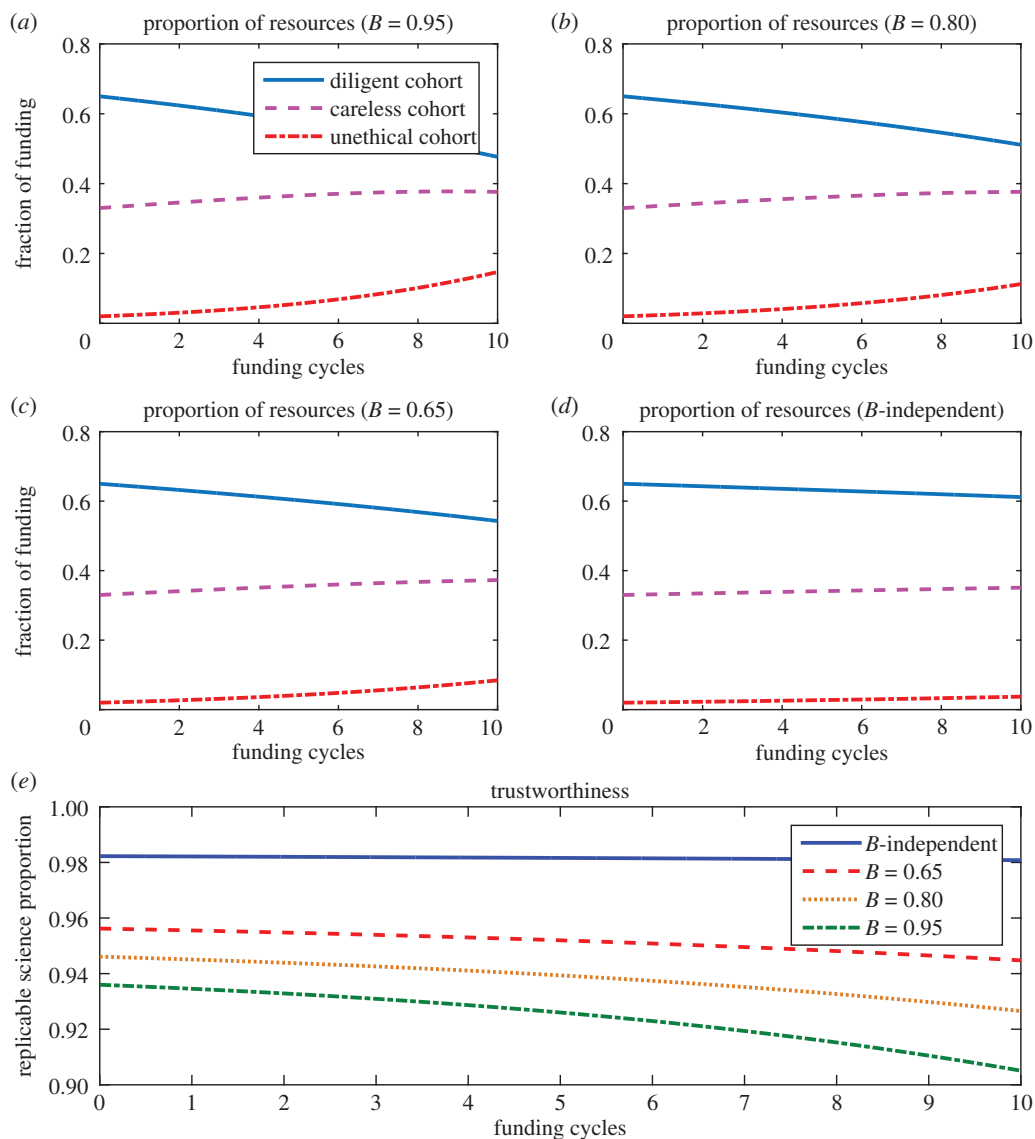 (a) proportion of resources (B = 0.95)
0.8
0.6
0.4
0.2
0 2 4 6 8 10
fraction of funding
funding cycles
diligent cohort
careless cohort
unethical cohort
(b) proportion of resources (B = 0.80)
0.8
0.6
0.4
0.2
0 2 4 6 8 10
funding cycles
(c) proportion of resources (B = 0.65)
0.8
0.6
0.4
0.2
0 2 4 6 8 10
fraction of funding
funding cycles
(d) proportion of resources (B-independent)
0.8
0.6
0.4
0.2
0 2 4 6 8 10
funding cycles
(e) trustworthiness
1.00
0.98
0.96
0.94
0.92
0.90
0 1 2 3 4 5 6 7 8 9 10
replicable science proportion
funding cycles
B-independent
B = 0.65
B = 0.80
B = 0.95